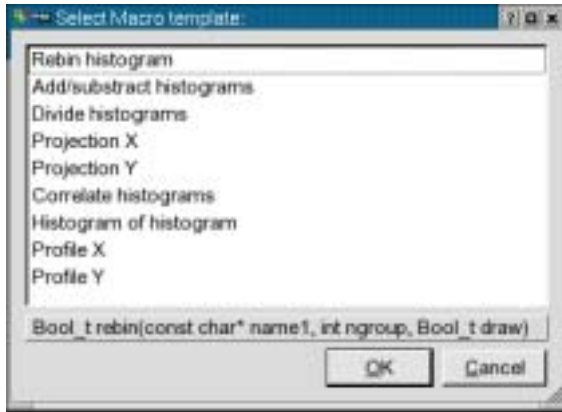 Select Macro template:
Rebin histogram
Add/substract histograms
Divide histograms
Projection X
Projection Y
Correlate histograms
Histogram of histogram
Profile X
Profile Y
Bool_t rebin(const char* name1, int ngroup, Bool_t draw)
OK Cancel